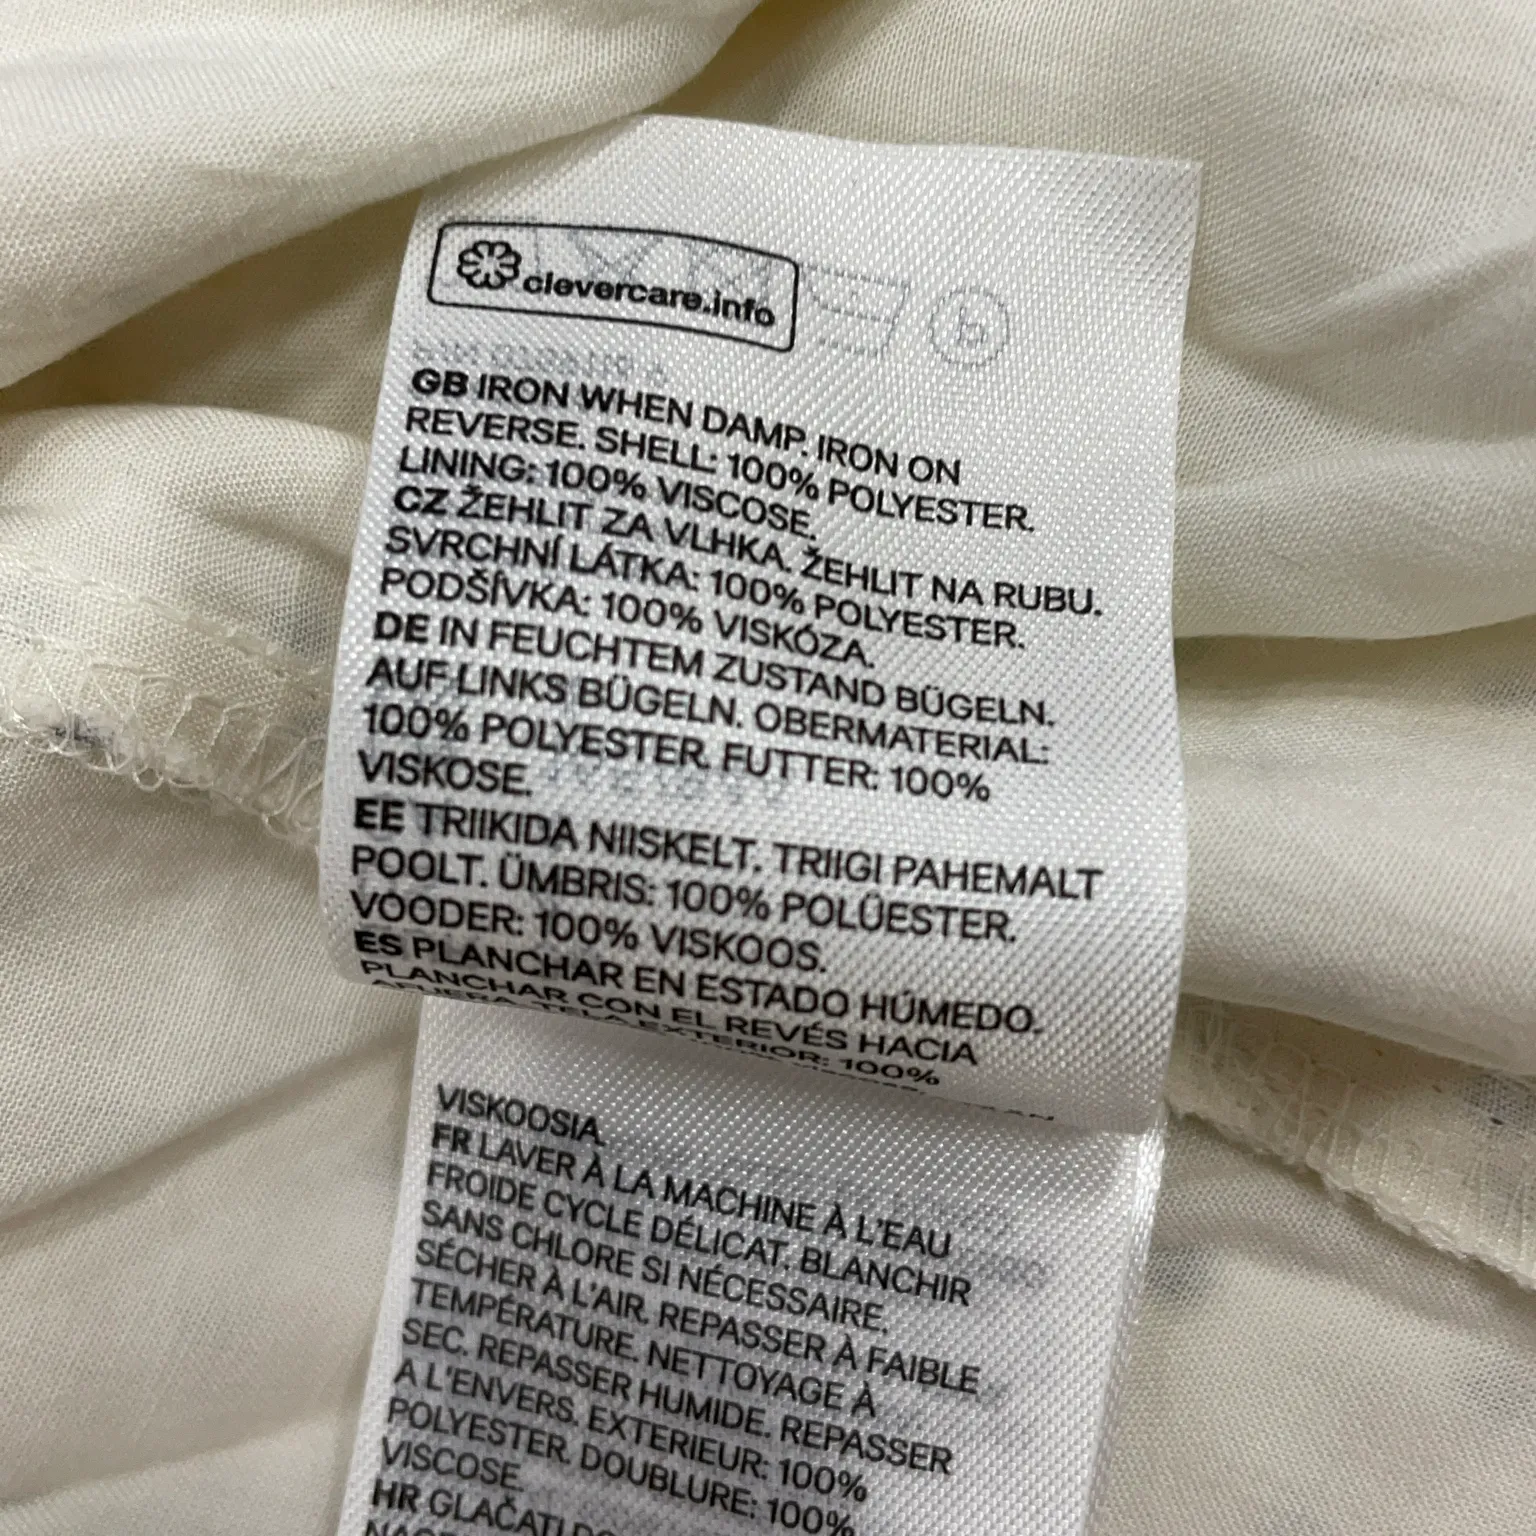 clevercare.info
GB IRON WHEN DAMP. IRON ON
REVERSE. SHELL: 100% POLYESTER.
LINING: 100% VISCOSE.
CZ ŽEHLIT ZA VLHKA. ŽEHLIT NA RUBU.
SVRCHNÍ LÁTKA: 100% POLYESTER.
PODŠÍVKA: 100% VISKÓZA.
DE IN FEUCHTEM ZUSTAND BÜGELN.
AUF LINKS BÜGELN. OBERMATERIAL:
100% POLYESTER. FUTTER: 100%
VISKOSE.
EE TRIIKIDA NIISKELT. TRIIGI PAHEMALT
POOLT. ÜMBRIS: 100% POLÜESTER.
VOODER: 100% VISKOOS.
ES PLANCHAR EN ESTADO HÚMEDO.
PLANCHAR CON EL REVÉS HACIA
AFUERA. TELA EXTERIOR: 100%
VISKOOSIA.
FR LAVER À LA MACHINE À L'EAU
FROIDE CYCLE DÉLICAT. BLANCHIR
SANS CHLORE SI NÉCESSAIRE.
SÉCHER À L'AIR. REPASSER À FAIBLE
TEMPÉRATURE. NETTOYAGE À
SEC. REPASSER HUMIDE. REPASSER
A L'ENVERS. EXTERIEUR: 100%
POLYESTER. DOUBLURE: 100%
VISCOSE.
HR GLAČATI